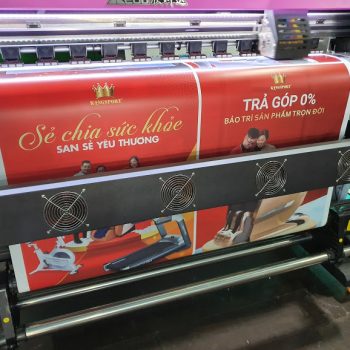 KINGSPORT
Sẻ chia sức khỏe
SAN SẺ YÊU THƯƠNG
KINGSPORT
TRẢ GÓP 0%
BẢO TRÌ SẢN PHẨM TRỌN ĐỜI